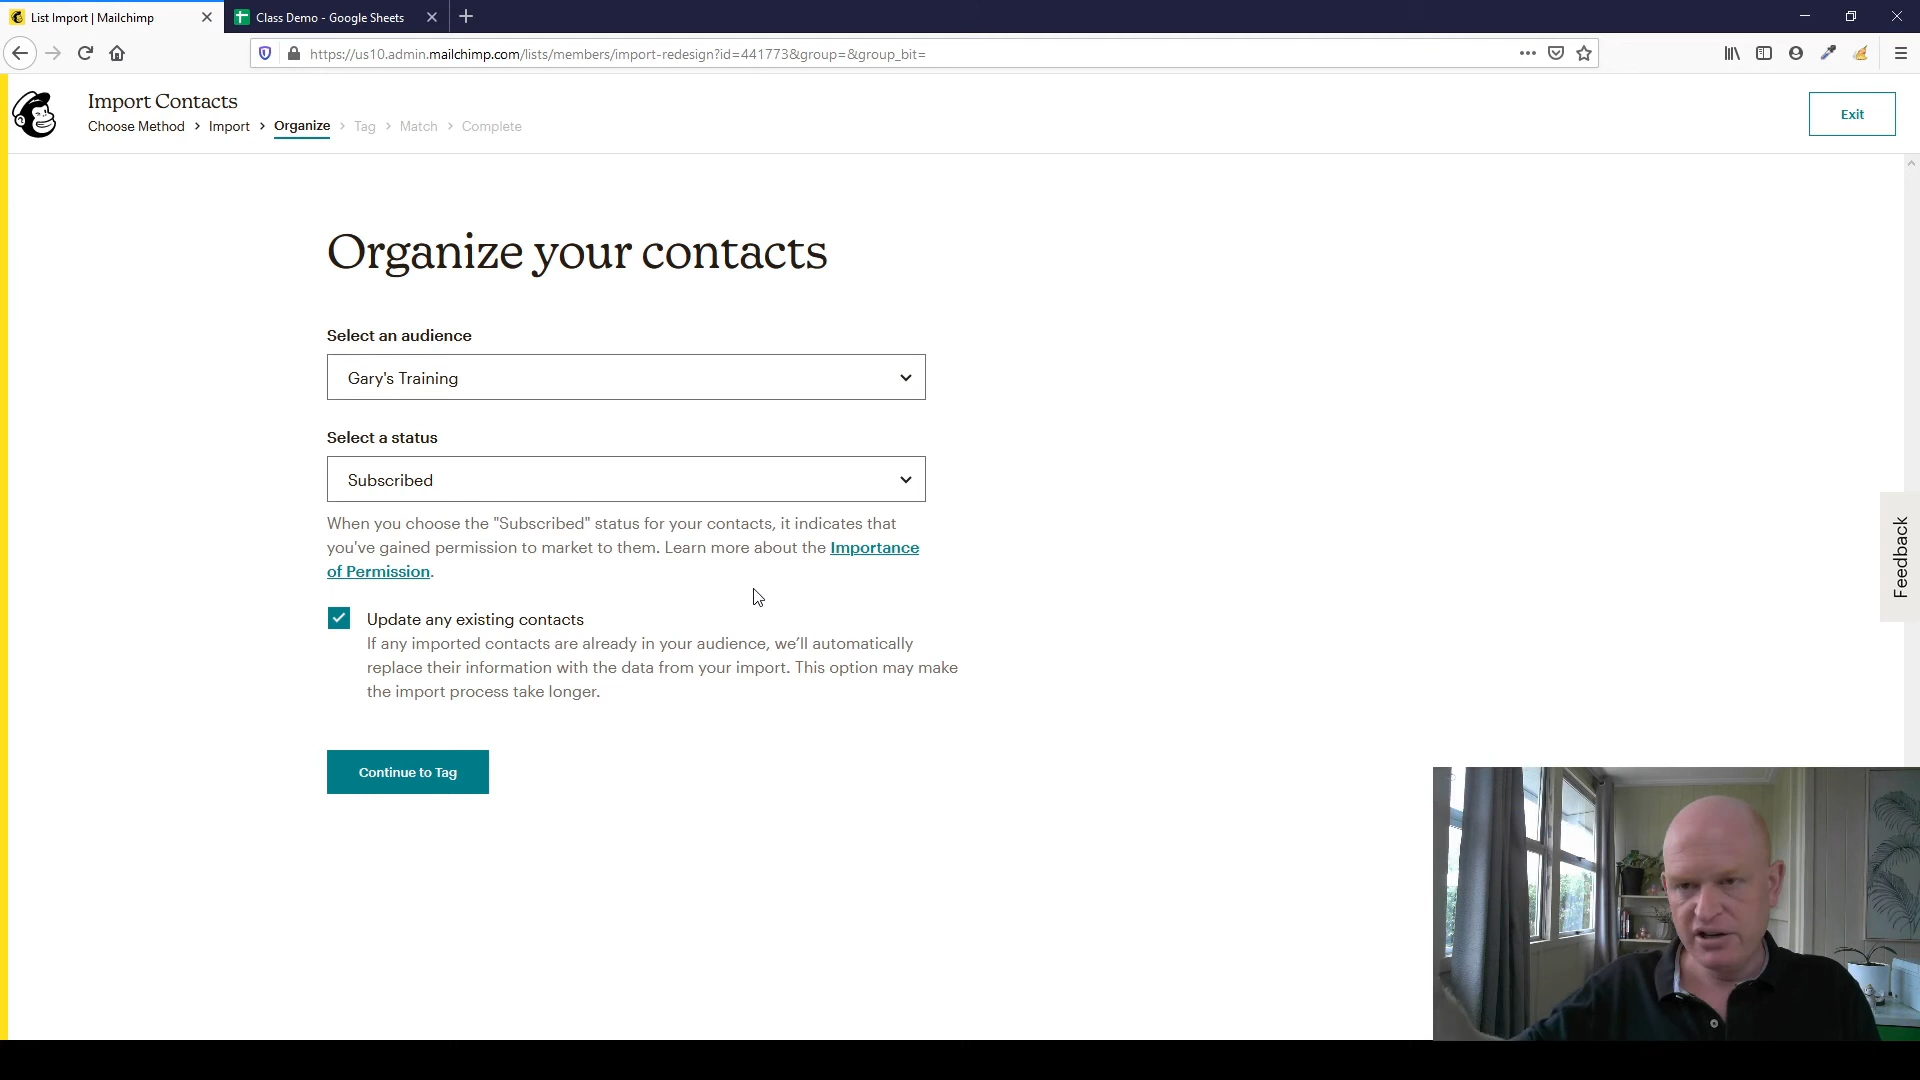 List Import | Mailchimp
Class Demo - Google Sheets
https://us10.admin.mailchimp.com/lists/members/import-redesign?id=441773&group=&group_bit=
Import Contacts
Choose Method > Import > Organize > Tag > Match > Complete
Exit
Organize your contacts
Select an audience
Gary's Training
Select a status
Subscribed
When you choose the "Subscribed" status for your contacts, it indicates that
you've gained permission to market to them. Learn more about the Importance
of Permission.
Update any existing contacts
If any imported contacts are already in your audience, we'll automatically
replace their information with the data from your import. This option may make
the import process take longer.
Continue to Tag
Feedback